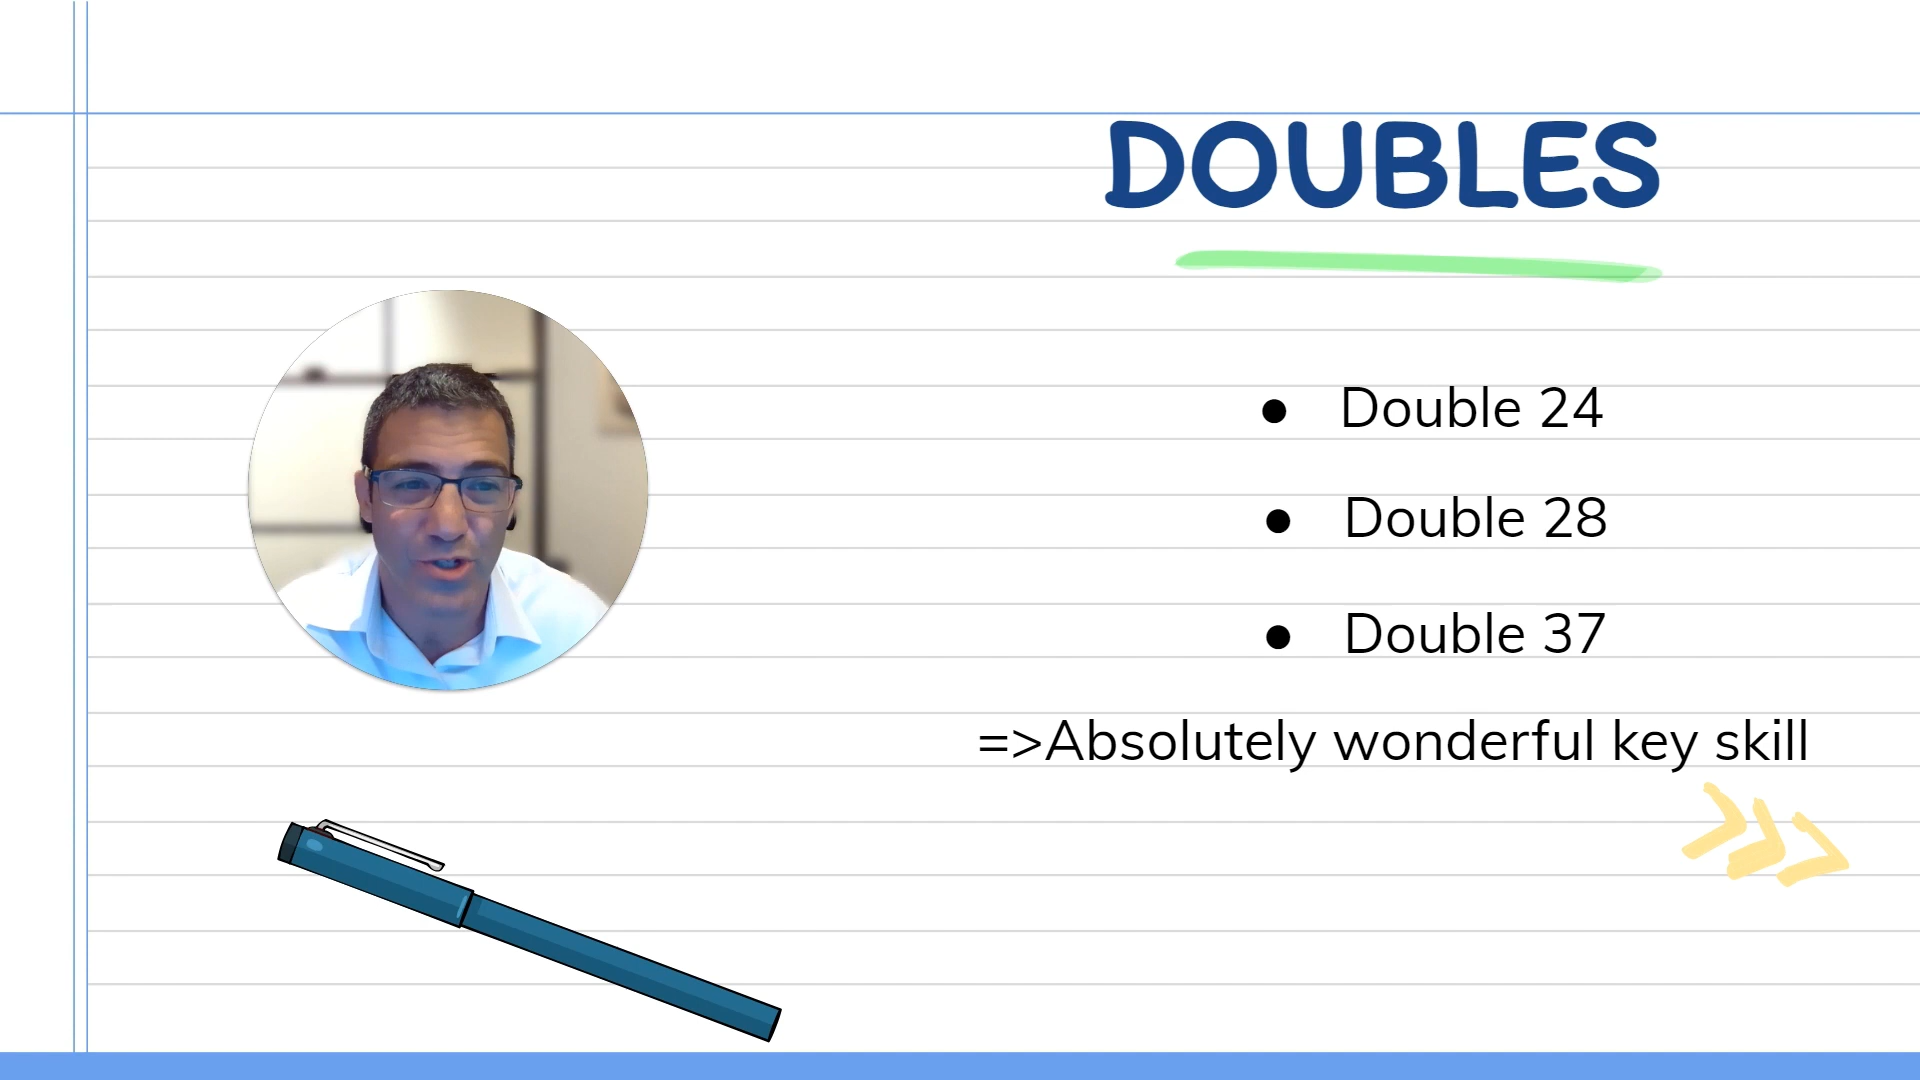 DOUBLES
● Double 24
● Double 28
● Double 37
=>Absolutely wonderful key skill